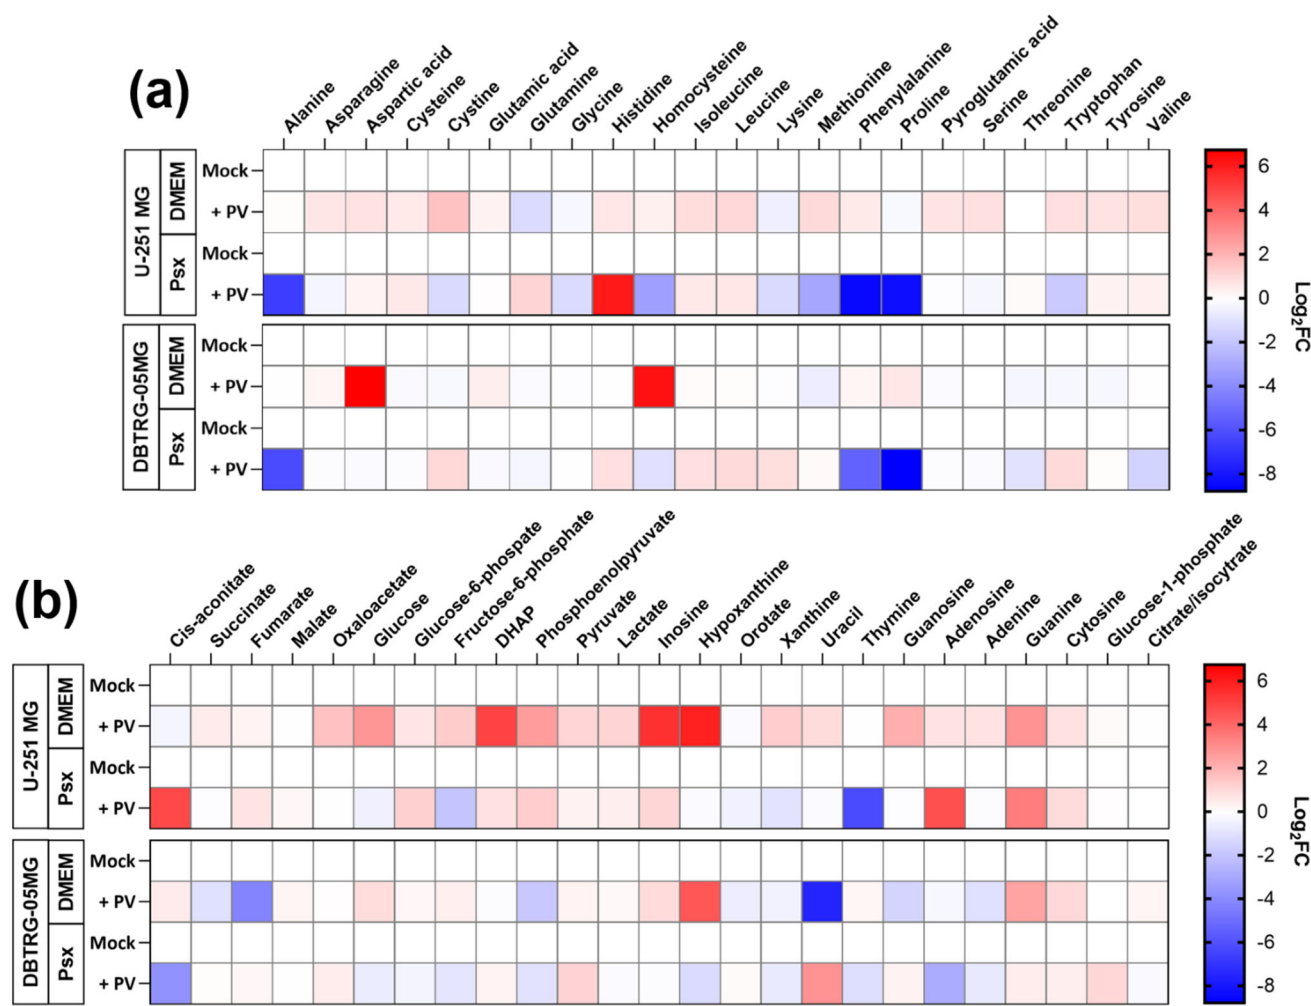 (a)
Alanine
Asparagine
Aspartic acid
Cysteine
Cystine
Glutamic acid
Glutamine
Glycine
Histidine
Homocysteine
Isoleucine
Leucine
Lysine
Methionine
Phenylalanine
Proline
Pyroglutamic acid
Serine
Threonine
Tryptophan
Tyrosine
Valine
U-251 MG
DMEM
Mock
+ PV
Psx
Mock
+ PV
DBTRG-05MG
DMEM
Mock
+ PV
Psx
Mock
+ PV
6
4
2
0
-2
-4
-6
-8
Log2FC
(b)
Cis-aconitate
Succinate
Fumarate
Malate
Oxaloacetate
Glucose
Glucose-6-phospate
Fructose-6-phosphate
DHAP
Phosphoenolpyruvate
Pyruvate
Lactate
Inosine
Hypoxanthine
Orotate
Xanthine
Uracil
Thymine
Guanosine
Adenosine
Adenine
Guanine
Cytosine
Glucose-1-phosphate
Citrate/isocytrate
U-251 MG
DMEM
Mock
+ PV
Psx
Mock
+ PV
DBTRG-05MG
DMEM
Mock
+ PV
Psx
Mock
+ PV
6
4
2
0
-2
-4
-6
-8
Log2FC